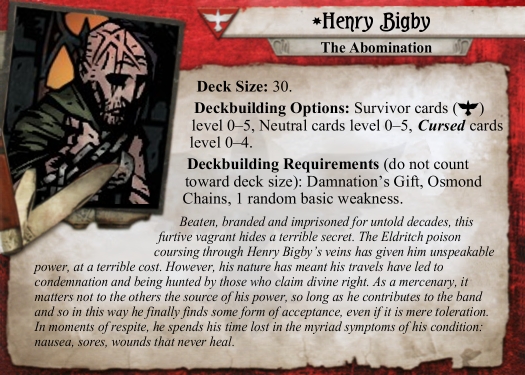 *Henry Bigby
The Abomination
Deck Size: 30.
Deckbuilding Options: Survivor cards ()
level 0–5, Neutral cards level 0–5, Cursed cards
level 0–4.
Deckbuilding Requirements (do not count
toward deck size): Damnation's Gift, Osmond
Chains, 1 random basic weakness.
Beaten, branded and imprisoned for untold decades, this
furtive vagrant hides a terrible secret. The Eldritch poison
coursing through Henry Bigby's veins has given him unspeakable
power, at a terrible cost. However, his nature has meant his travels have led to
condemnation and being hunted by those who claim divine right. As a mercenary, it
matters not to the others the source of his power, so long as he contributes to the band
and so in this way he finally finds some form of acceptance, even if it is mere toleration.
In moments of respite, he spends his time lost in the myriad symptoms of his condition:
nausea, sores, wounds that never heal.